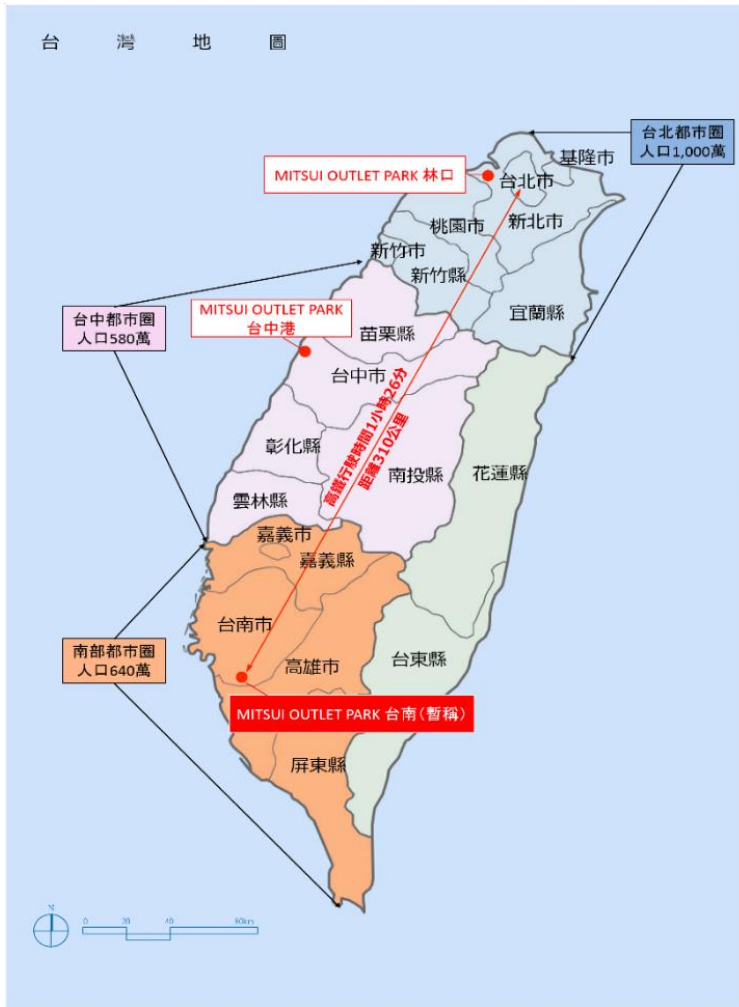 台灣地圖
台北都市圈
人口1,000萬
基隆市
MITSUI OUTLET PARK 林口
台北市
桃園市
新北市
新竹市
新竹縣
宜蘭縣
MITSUI OUTLET PARK
台中港
台中都市圈
人口580萬
苗栗縣
台中市
高鐵行駛時間1小時26分
距離310公里
彰化縣
南投縣
花蓮縣
雲林縣
嘉義市
嘉義縣
台南市
南部都市圈
人口640萬
高雄市
台東縣
MITSUI OUTLET PARK 台南(暫稱)
屏東縣
N
0 20 40 80km